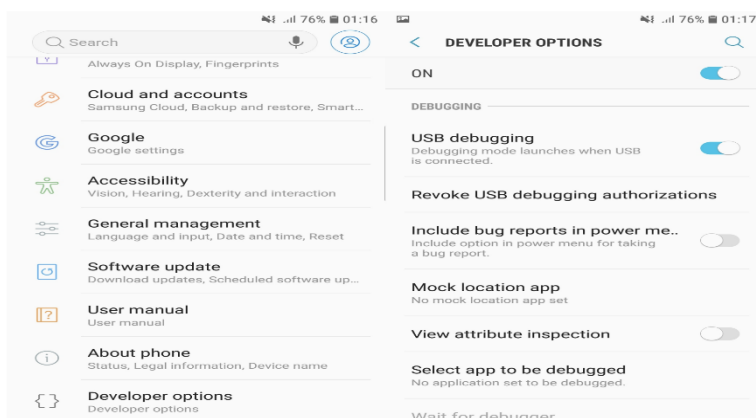 76% 01:16
Search
Always On Display, Fingerprints
Cloud and accounts
Samsung Cloud, Backup and restore, Smart...
Google
Google settings
Accessibility
Vision, Hearing, Dexterity and interaction
General management
Language and input, Date and time, Reset
Software update
Download updates, Scheduled software up...
User manual
User manual
About phone
Status, Legal information, Device name
Developer options
Developer options
76% 01:17
DEVELOPER OPTIONS
ON
DEBUGGING
USB debugging
Debugging mode launches when USB
is connected.
Revoke USB debugging authorizations
Include bug reports in power me..
Include option in power menu for taking
a bug report.
Mock location app
No mock location app set
View attribute inspection
Select app to be debugged
No application set to be debugged.
Wait for debugger